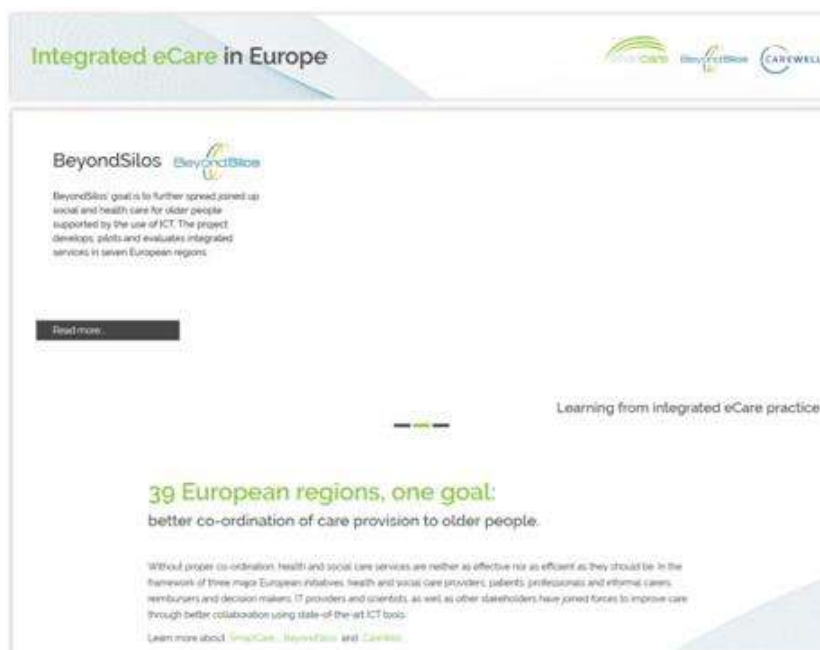 Integrated eCare in Europe
smartcare BeyondSilos CAREWELL
BeyondSilos BeyondSilos
BeyondSilos' goal is to further spread joined up
social and health care for older people
supported by the use of ICT. The project
develops, pilots and evaluates integrated
services in seven European regions
Read more...
Learning from integrated eCare practice
39 European regions, one goal:
better co-ordination of care provision to older people.
Without proper co-ordination, health and social care services are neither as effective nor as efficient as they should be. In the
framework of three major European initiatives, health and social care providers, patients, professionals and informal carers,
reimbursers and decision makers, IT providers and scientists, as well as other stakeholders have joined forces to improve care
through better collaboration using state-of-the-art ICT tools.
Learn more about SmartCare , BeyondSilos and CareWell